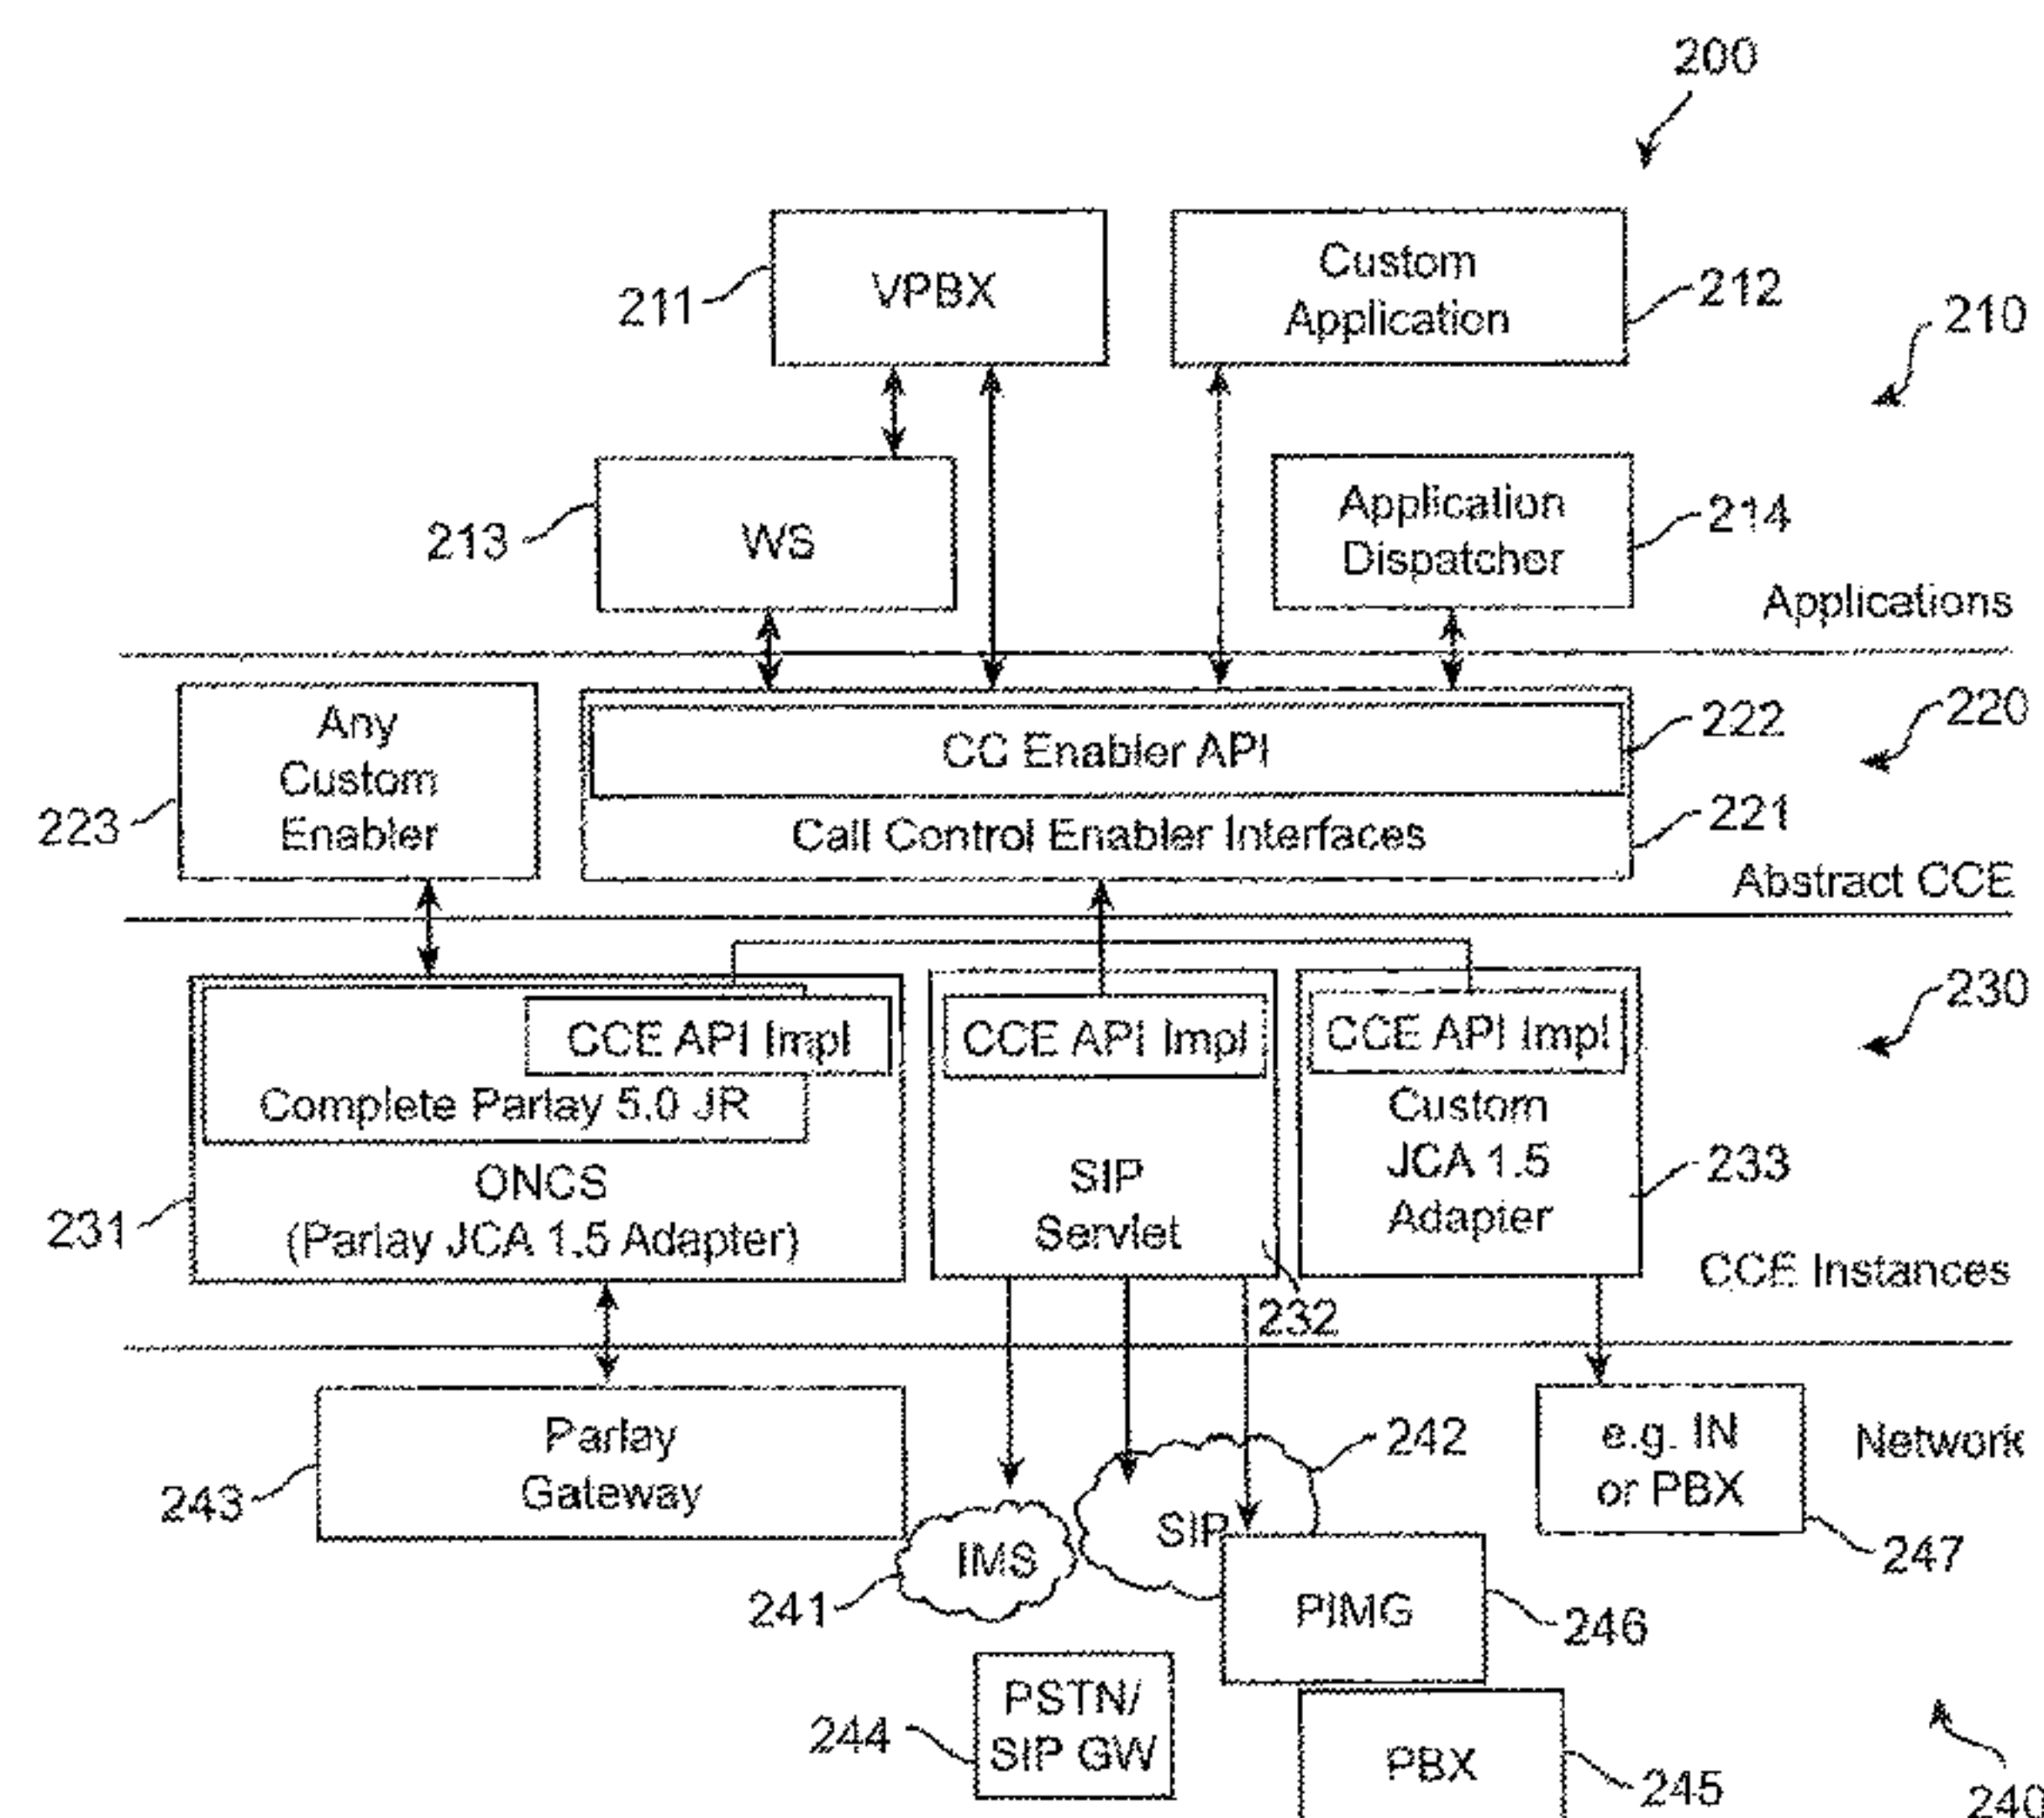 200
VPBX
Custom
Application
211
212
210
WS
Application
Dispatcher
213
214
Applications
Any
Custom
Enabler
CC Enabler API
222
220
223
Call Control Enabler Interfaces
221
Abstract CCE
CCE API Impl
CCE API Impl
CCE API Impl
230
Complete Parlay 5.0 JR
Custom
JCA 1.5
Adapter
ONCS
(Parlay JCA 1.5 Adapter)
SIP
Servlet
233
231
232
CCE Instances
Parlay
Gateway
242
e.g. IN
or PBX
Network
243
SIP
IMS
247
241
PIMG
246
PSTN/
SIP GW
244
PBX
245
240